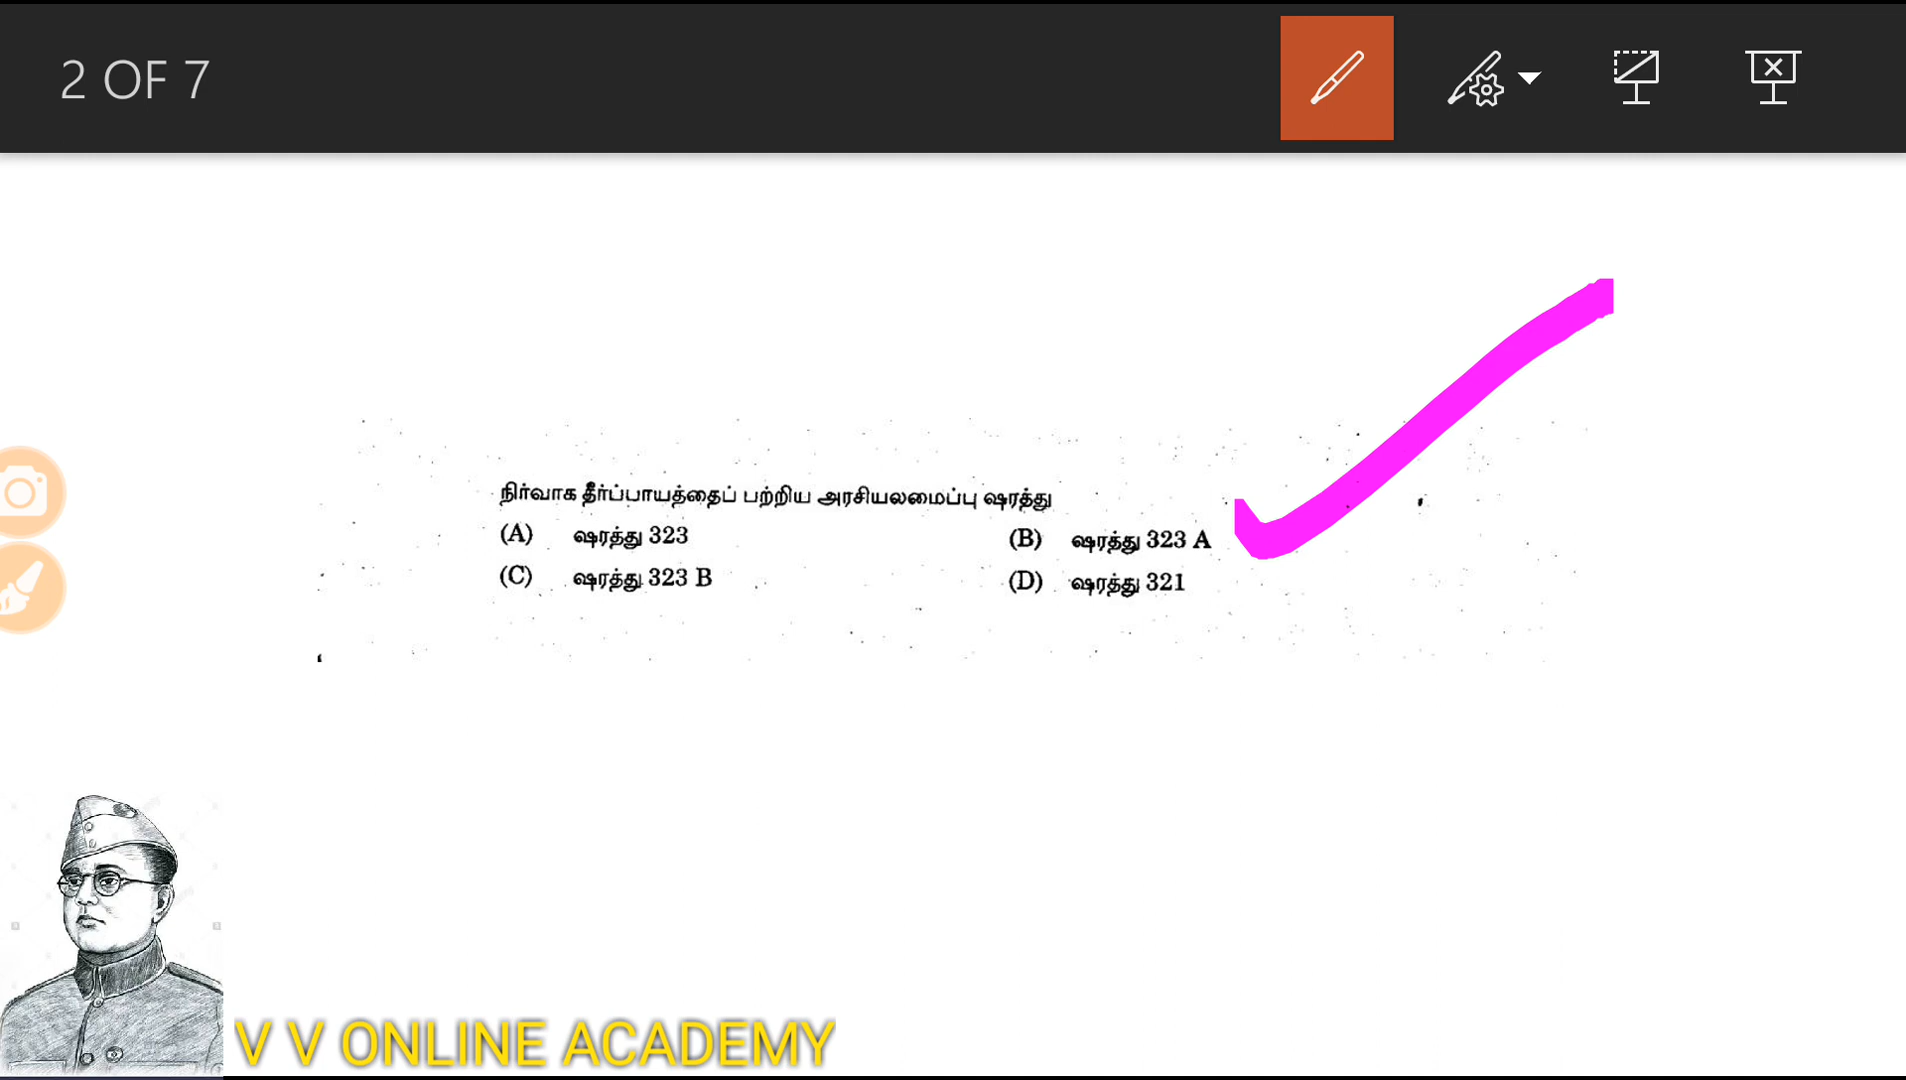 2 OF 7
நிர்வாக தீர்ப்பாயத்தைப் பற்றிய அரசியலமைப்பு ஷரத்து
(A) ஷரத்து 323 (B) ஷரத்து 323 A
(C) ஷரத்து 323 B (D) ஷரத்து 321
V V ONLINE ACADEMY